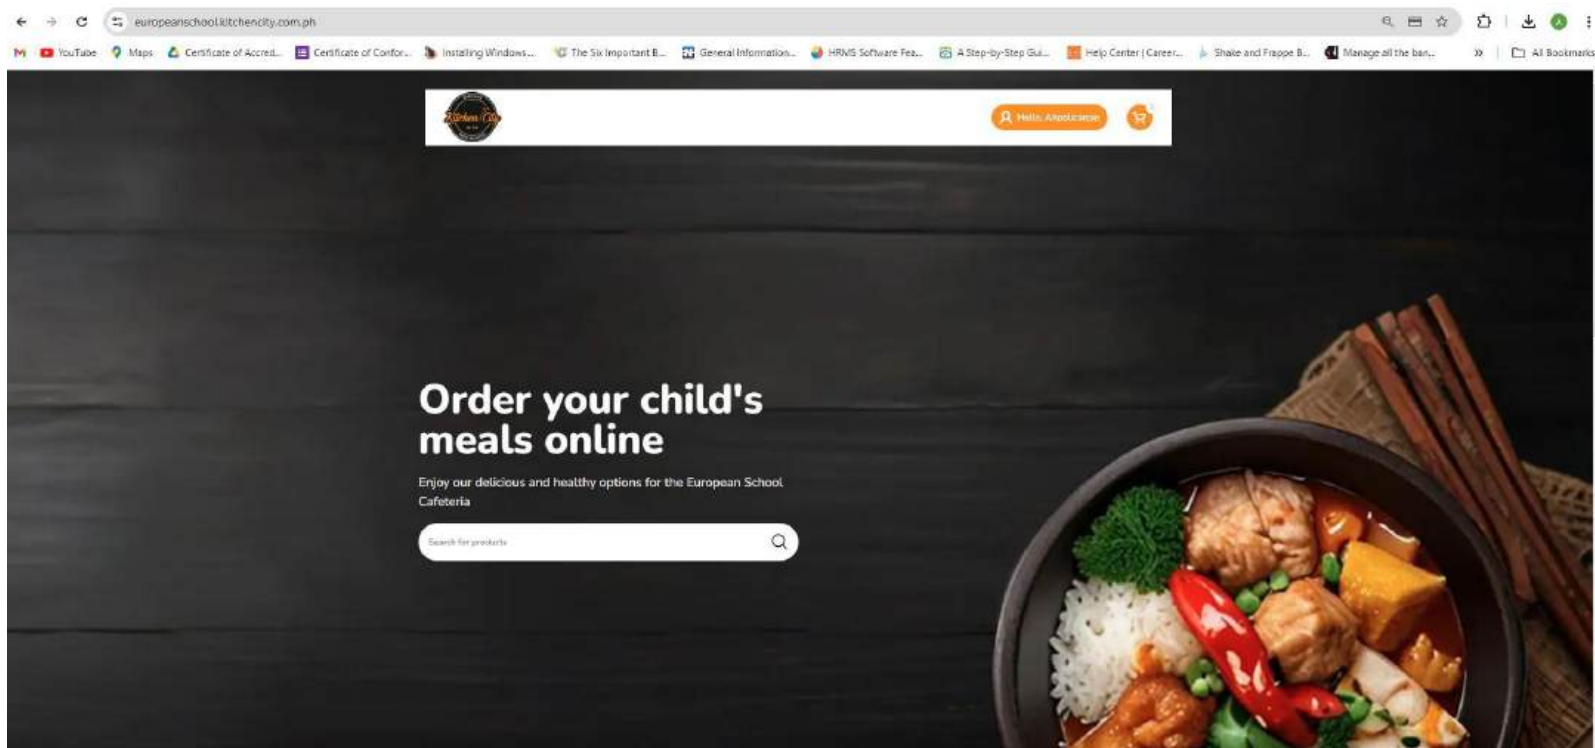 europeanschool.kitchencity.com.ph
YouTube Maps Certificate of Accred... Certificate of Confor... Installing Windows... The Six Important B... General Information... HRMS Software Fea... A Step-by-Step Gui... Help Center | Career... Shake and Frappe B... Manage all the ban... » All Bookmarks
Kitchen City
Hello,
Order your child's
meals online
Enjoy our delicious and healthy options for the European School
Cafeteria
Search for products